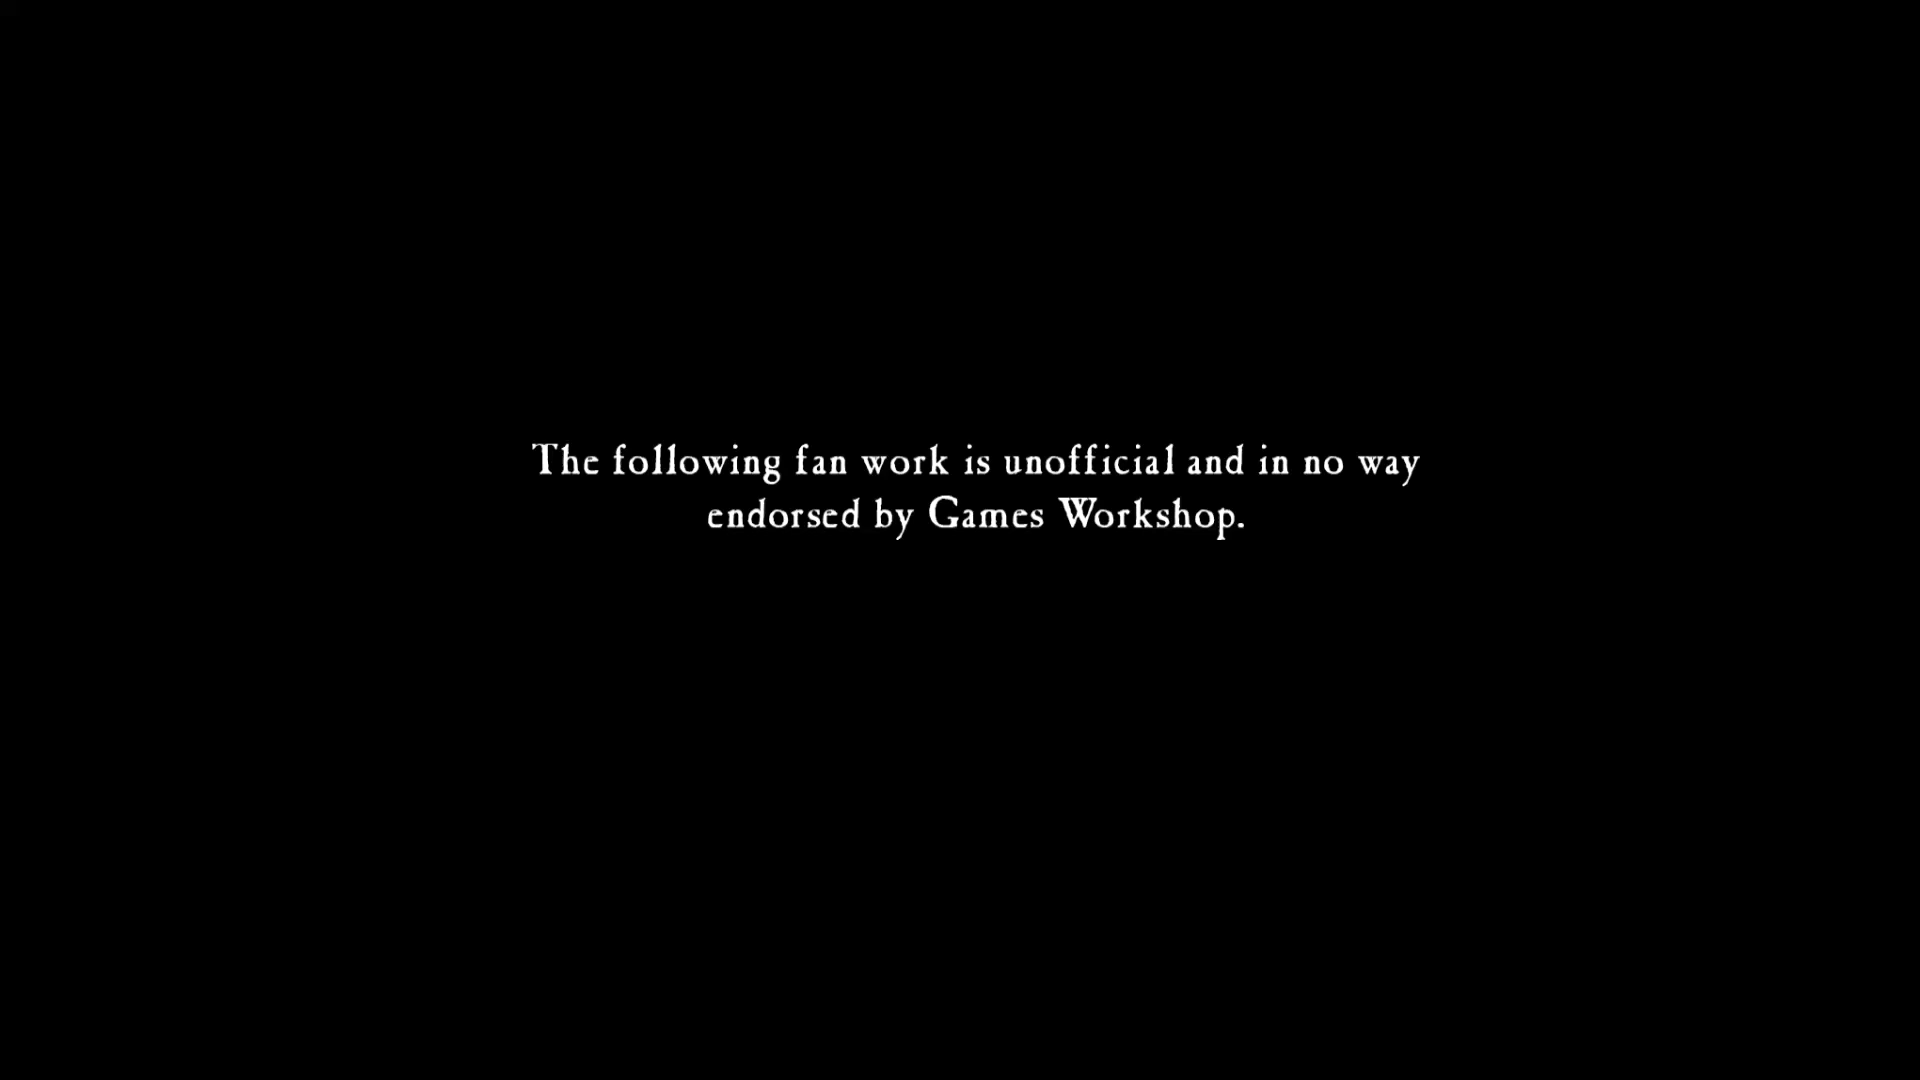 The following fan work is unofficial and in no way
endorsed by Games Workshop.